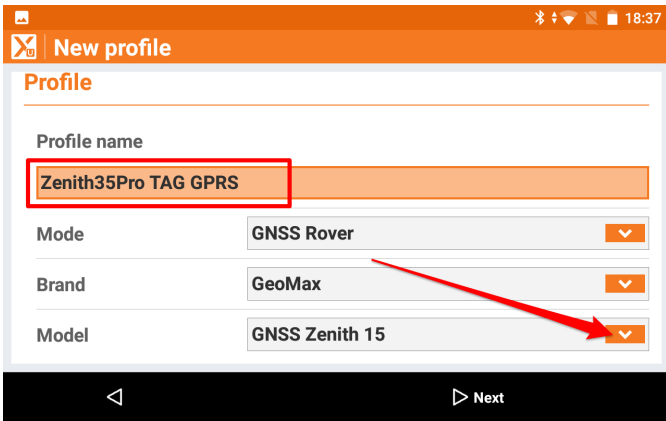 18:37
New profile
Profile
Profile name
Zenith35Pro TAG GPRS
Mode
GNSS Rover
Brand
GeoMax
Model
GNSS Zenith 15
Next